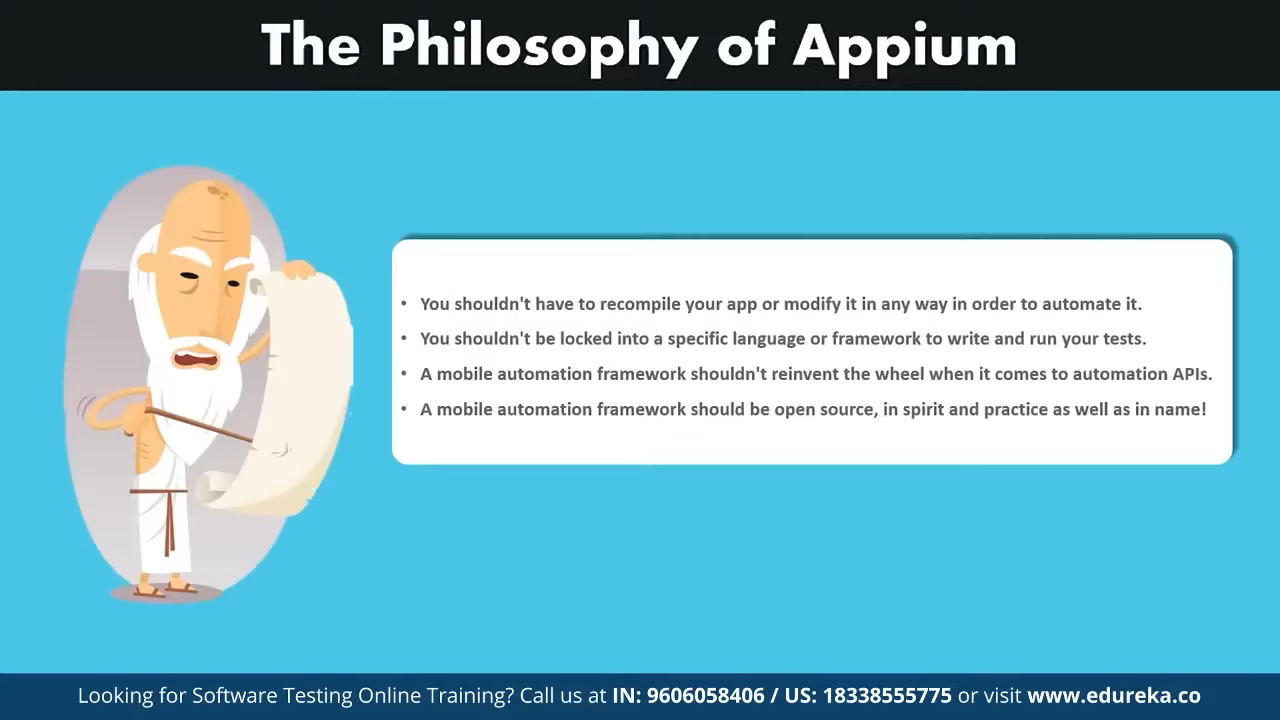 The Philosophy of Appium
• You shouldn't have to recompile your app or modify it in any way in order to automate it.
• You shouldn't be locked into a specific language or framework to write and run your tests.
• A mobile automation framework shouldn't reinvent the wheel when it comes to automation APIs.
• A mobile automation framework should be open source, in spirit and practice as well as in name!
Looking for Software Testing Online Training? Call us at IN: 9606058406 / US: 18338555775 or visit www.edureka.co